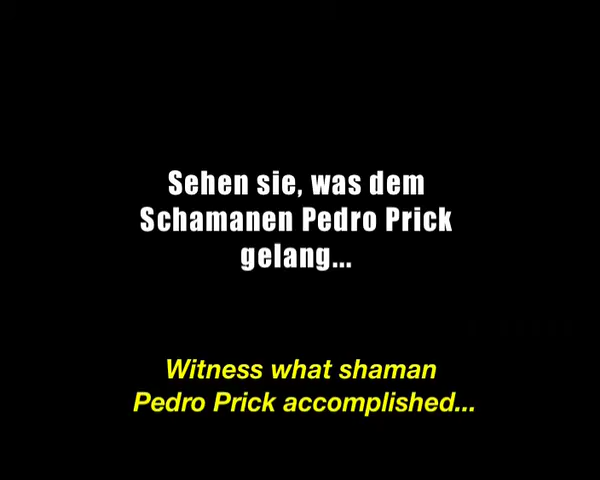 Sehen sie, was dem
Schamanen Pedro Prick
gelang...
Witness what shaman
Pedro Prick accomplished...